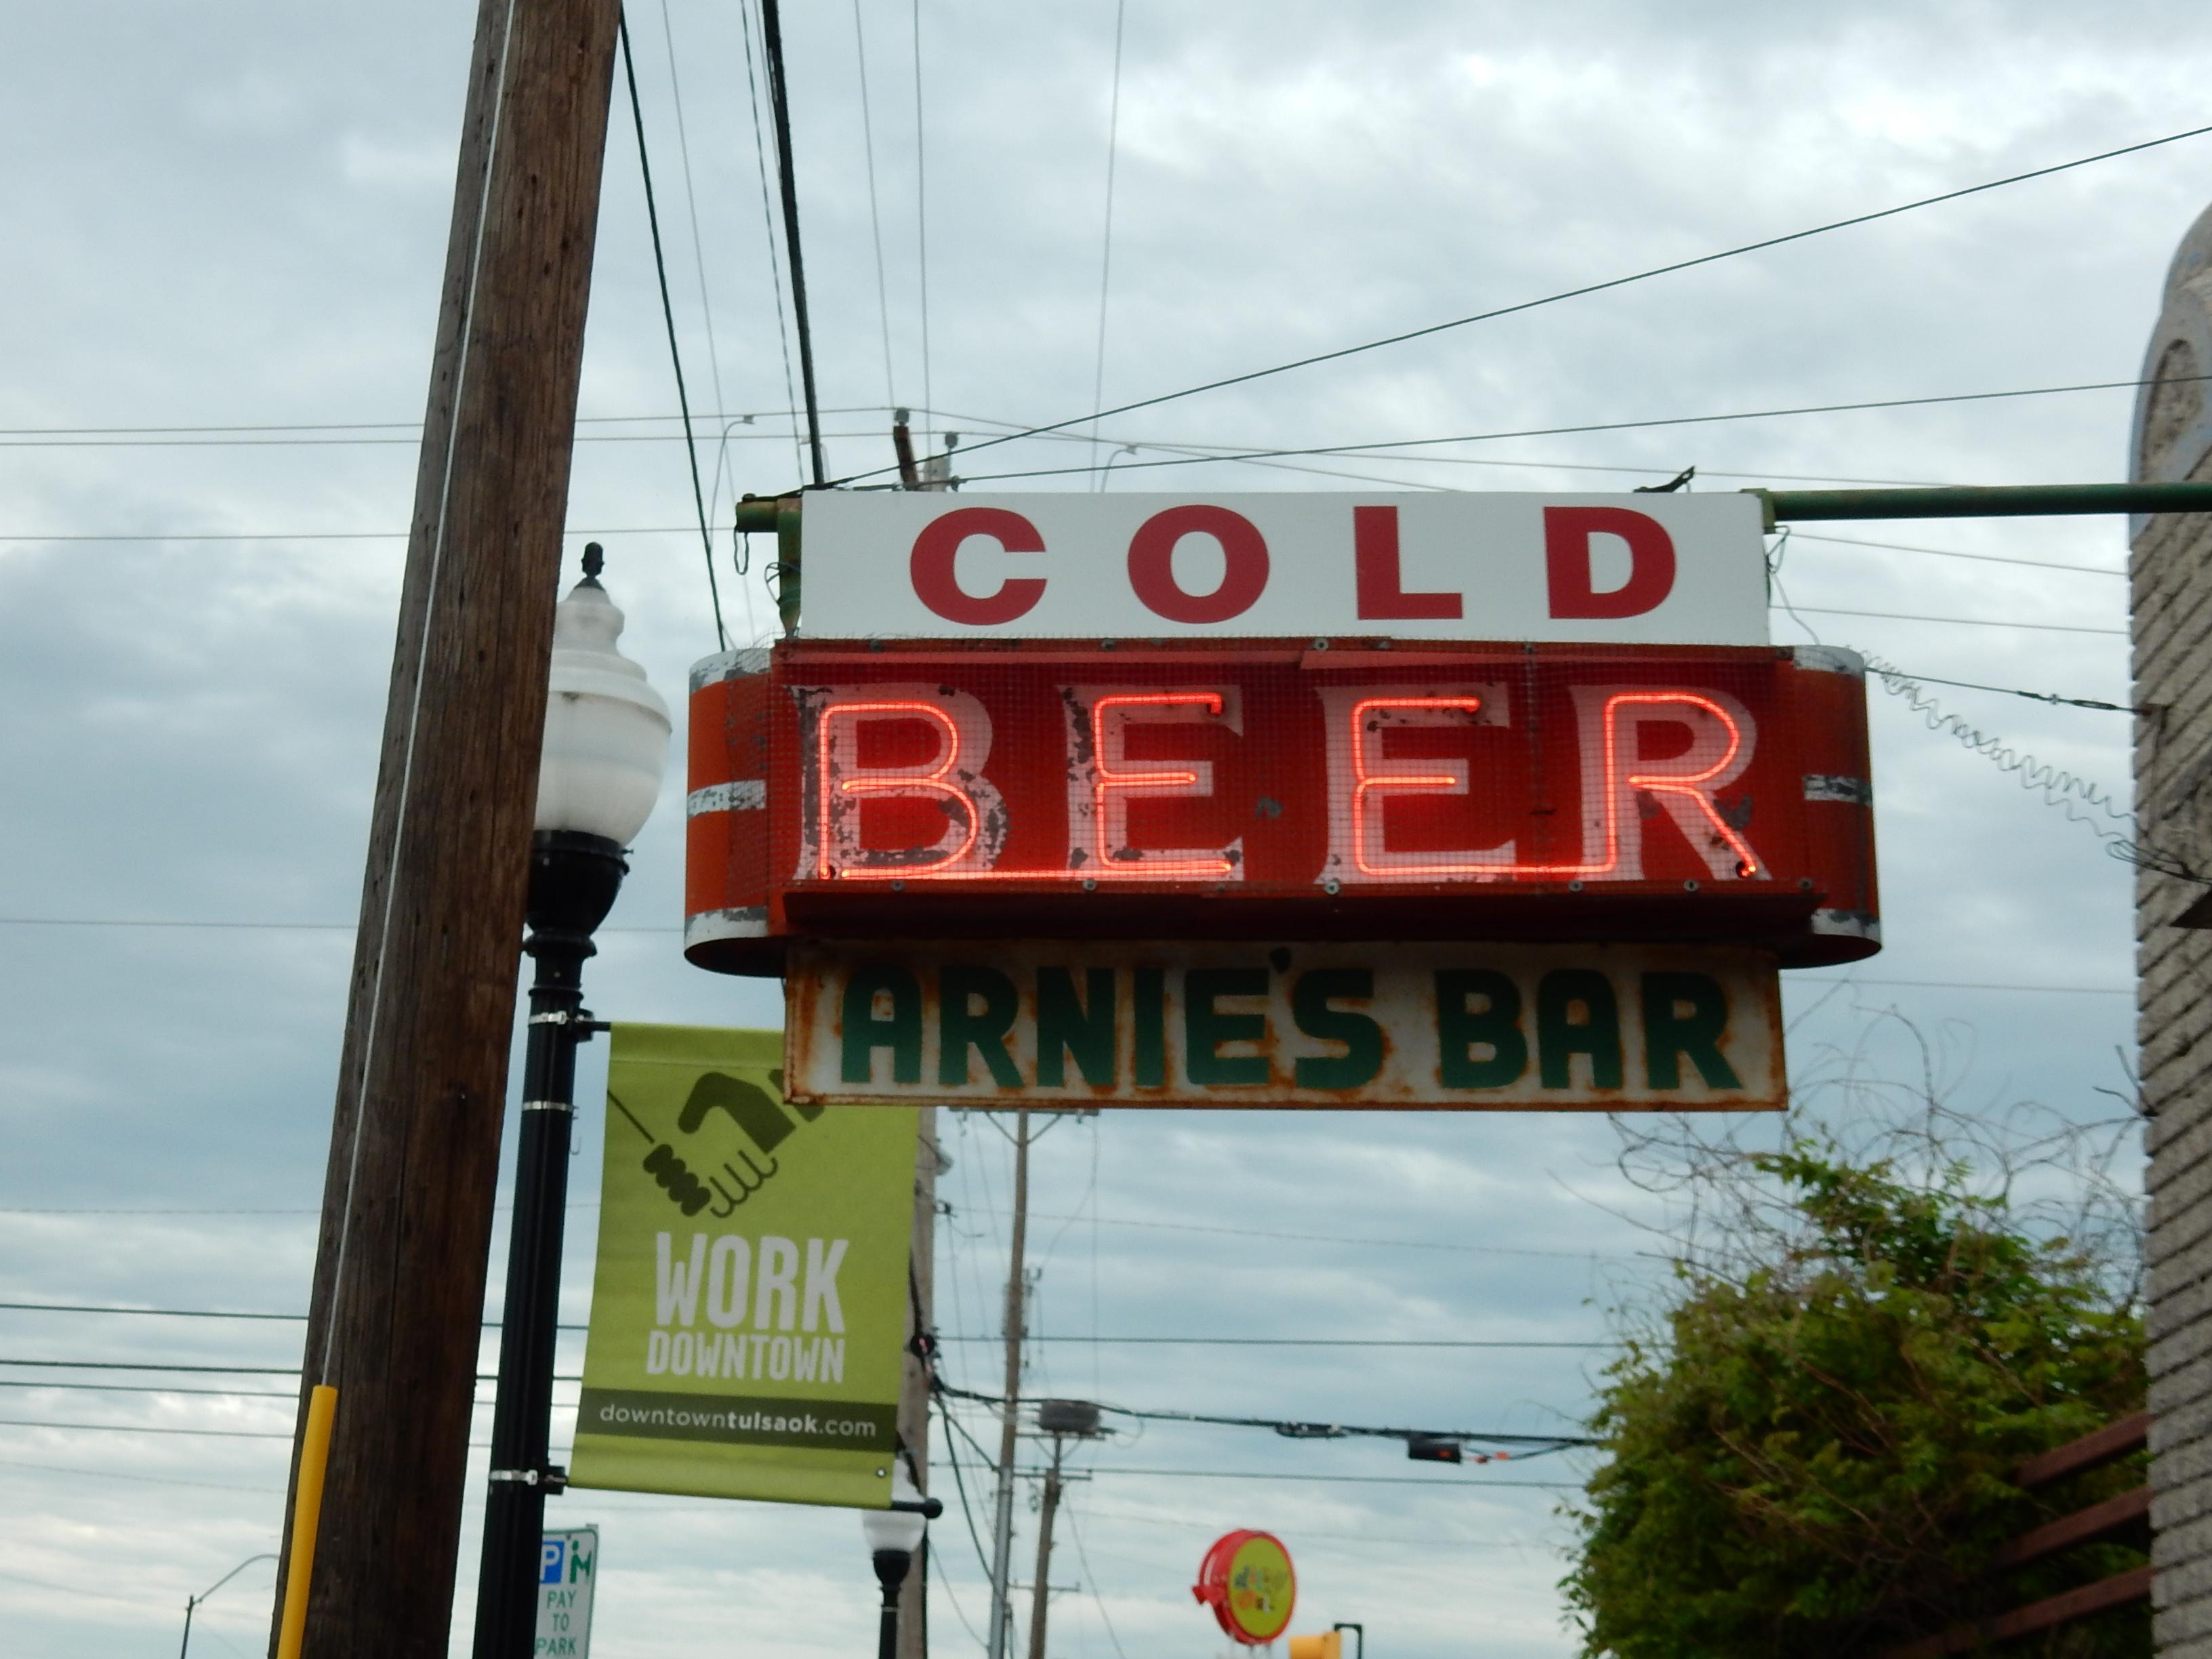 COLD
BEER
ARNIE'S BAR
WORK
DOWNTOWN
downtowntulsaok.com
P
PAY
TO
PARK